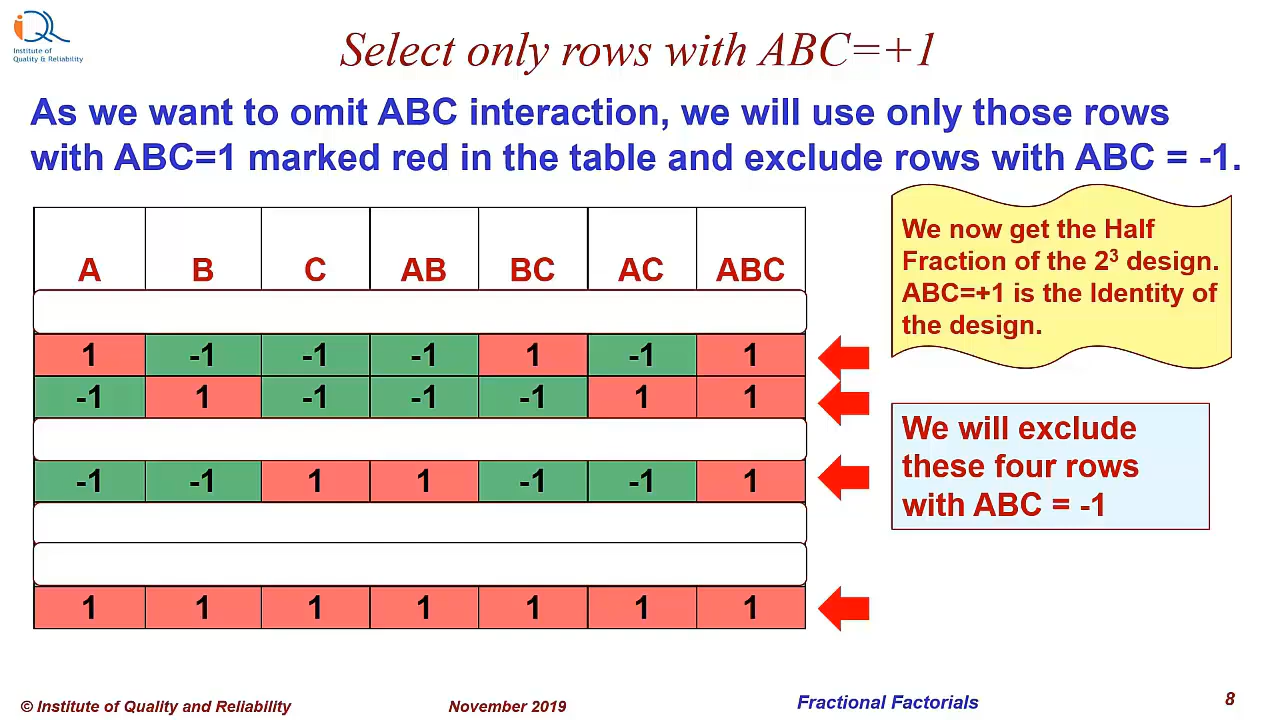 iQR
Institute of
Quality & Reliability
Select only rows with ABC=+1
As we want to omit ABC interaction, we will use only those rows
with ABC=1 marked red in the table and exclude rows with ABC = -1.
A B C AB BC AC ABC
1 -1 -1 -1 1 -1 1
-1 1 -1 -1 -1 1 1
-1 -1 1 1 -1 -1 1
1 1 1 1 1 1 1
We now get the Half
Fraction of the 2³ design.
ABC=+1 is the Identity of
the design.
We will exclude
these four rows
with ABC = -1
© Institute of Quality and Reliability
November 2019
Fractional Factorials
8